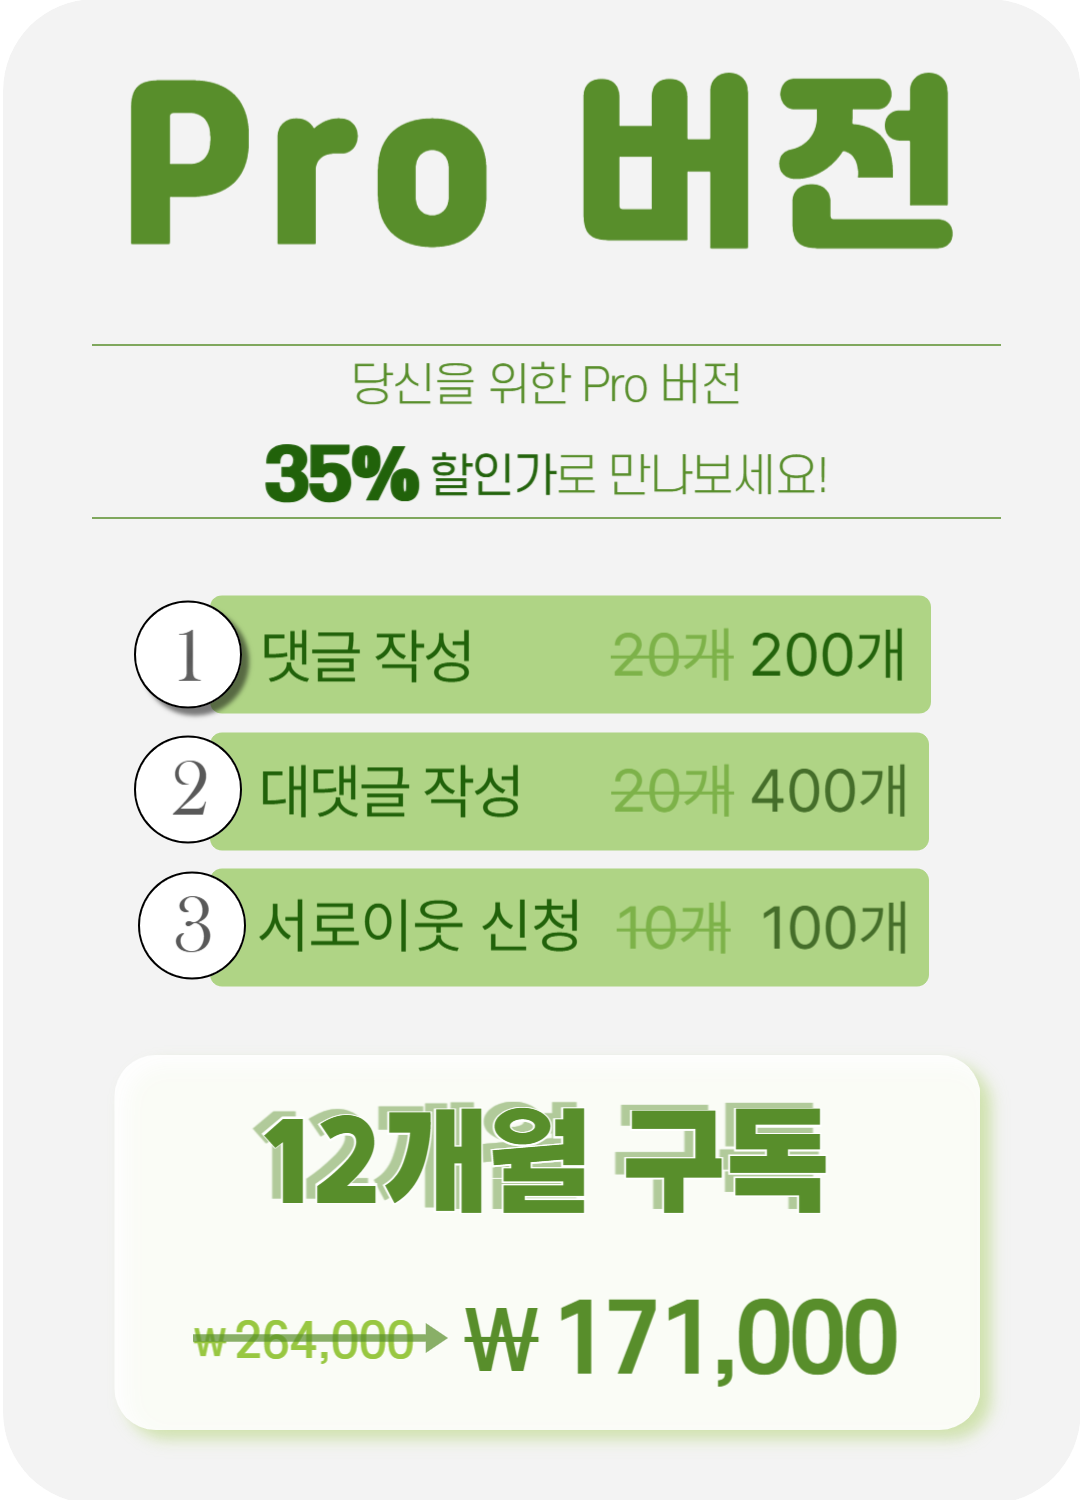 Pro 버전
당신을 위한 Pro 버전
35% 할인가로 만나보세요!
1 댓글 작성 20개 200개
2 대댓글 작성 20개 400개
3 서로이웃 신청 10개 100개
12개월 구독
₩264,000 ₩171,000